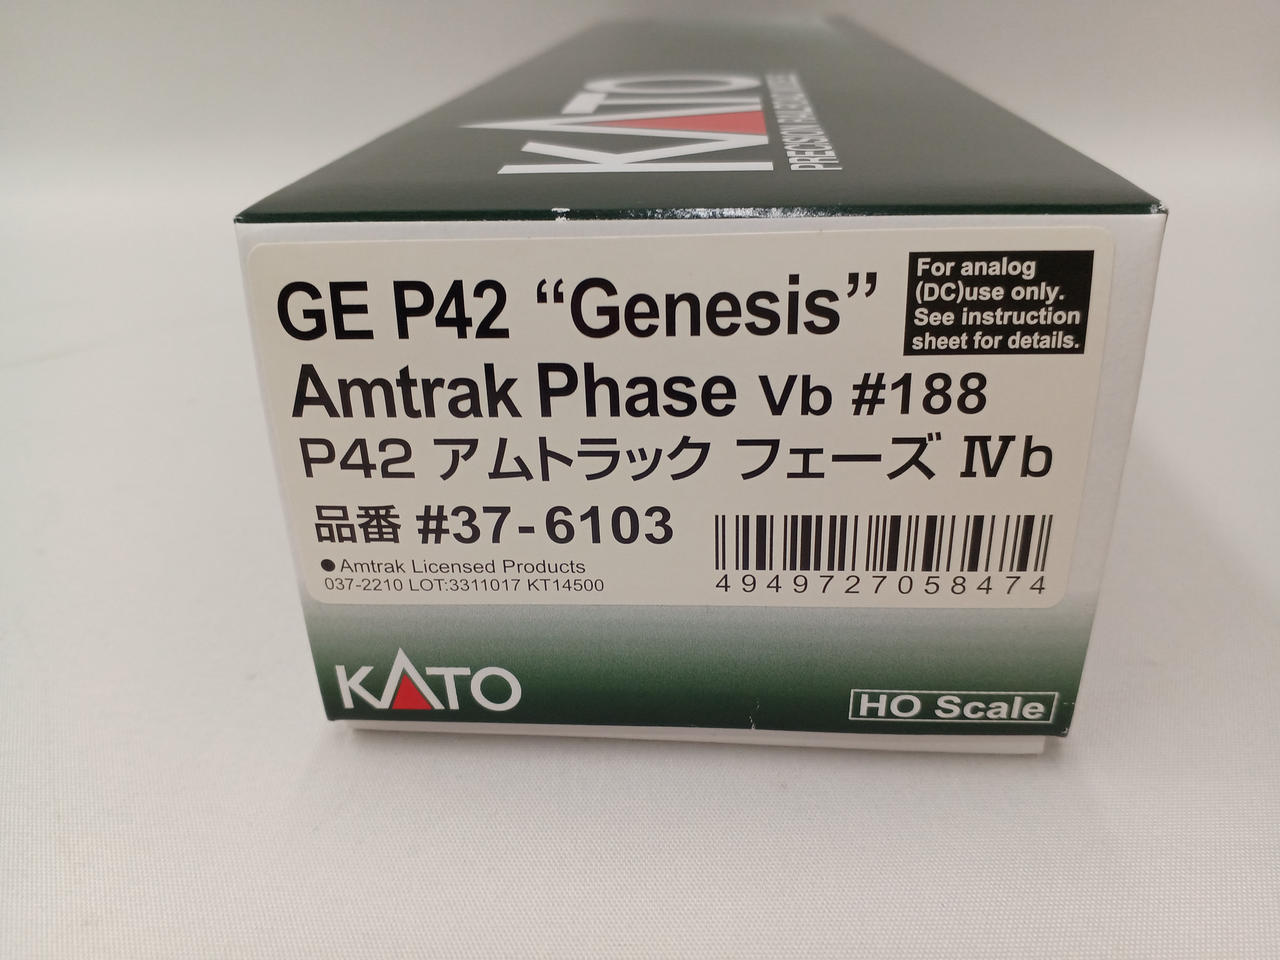 KATO
PRECISION RAILROAD MODELS
GE P42 “Genesis”
For analog
(DC)use only.
See instruction
sheet for details.
Amtrak Phase Vb #188
P42 アムトラック フェーズ Ⅳb
品番 #37-6103
●Amtrak Licensed Products
037-2210 LOT:3311017 KT14500
4949727058474
KATO
HO Scale